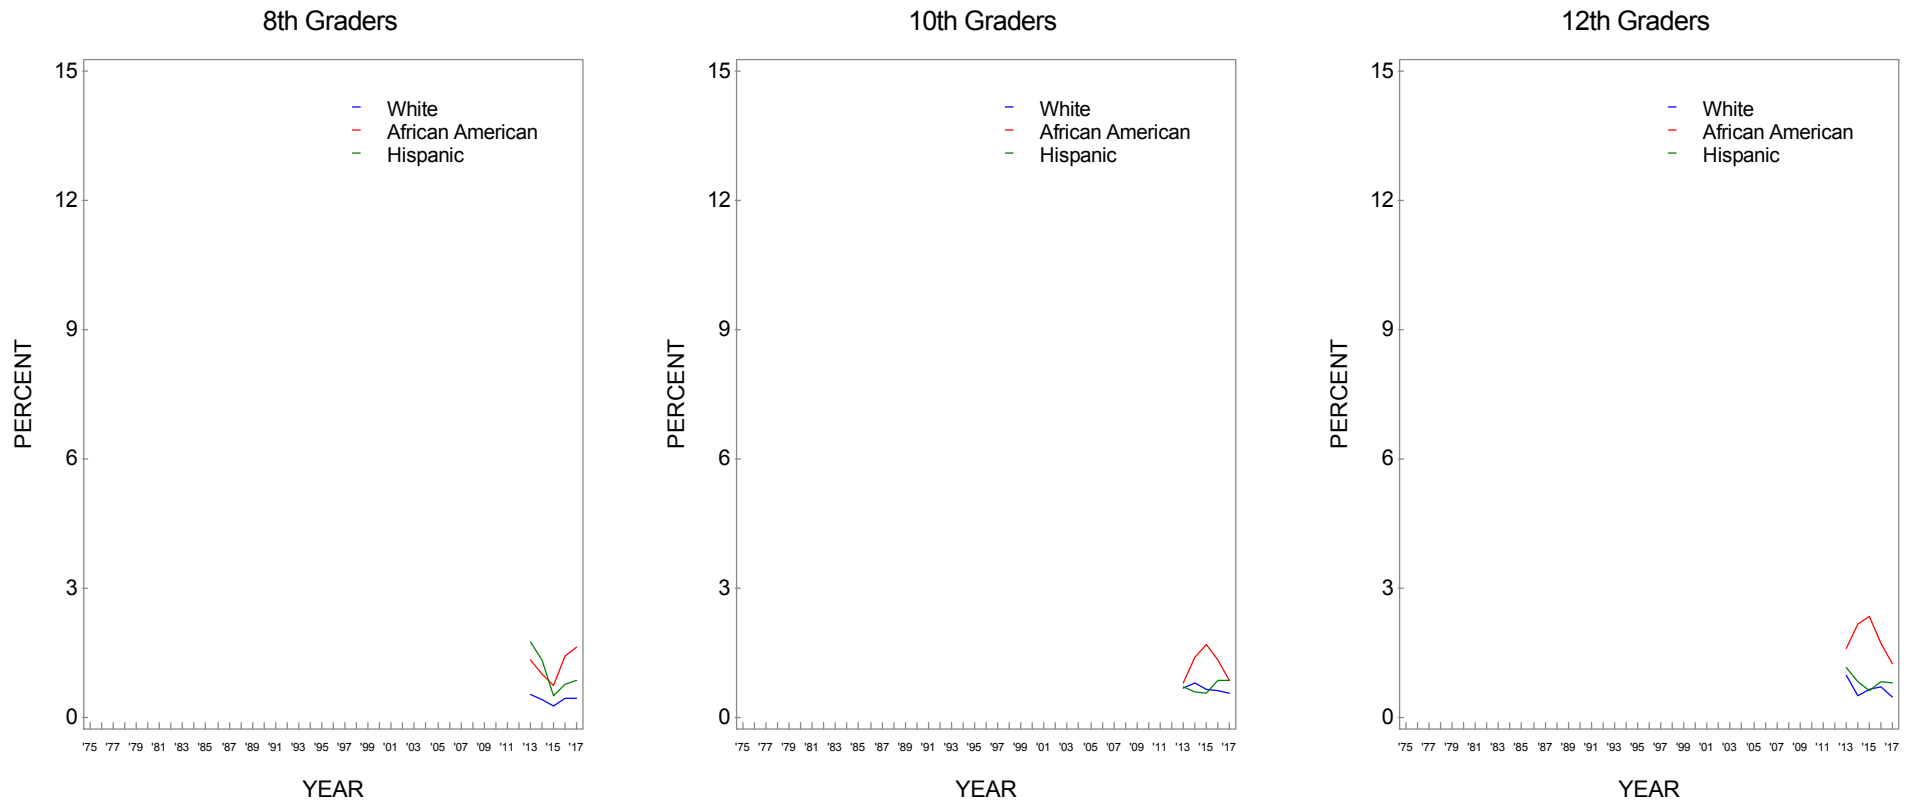 8th Graders
15
12
9
6
3
0
PERCENT
White
African American
Hispanic
'75 '77 '79 '81 '83 '85 '87 '89 '91 '93 '95 '97 '99 '01 '03 '05 '07 '09 '11 '13 '15 '17
YEAR
10th Graders
15
12
9
6
3
0
PERCENT
White
African American
Hispanic
'75 '77 '79 '81 '83 '85 '87 '89 '91 '93 '95 '97 '99 '01 '03 '05 '07 '09 '11 '13 '15 '17
YEAR
12th Graders
15
12
9
6
3
0
PERCENT
White
African American
Hispanic
'75 '77 '79 '81 '83 '85 '87 '89 '91 '93 '95 '97 '99 '01 '03 '05 '07 '09 '11 '13 '15 '17
YEAR